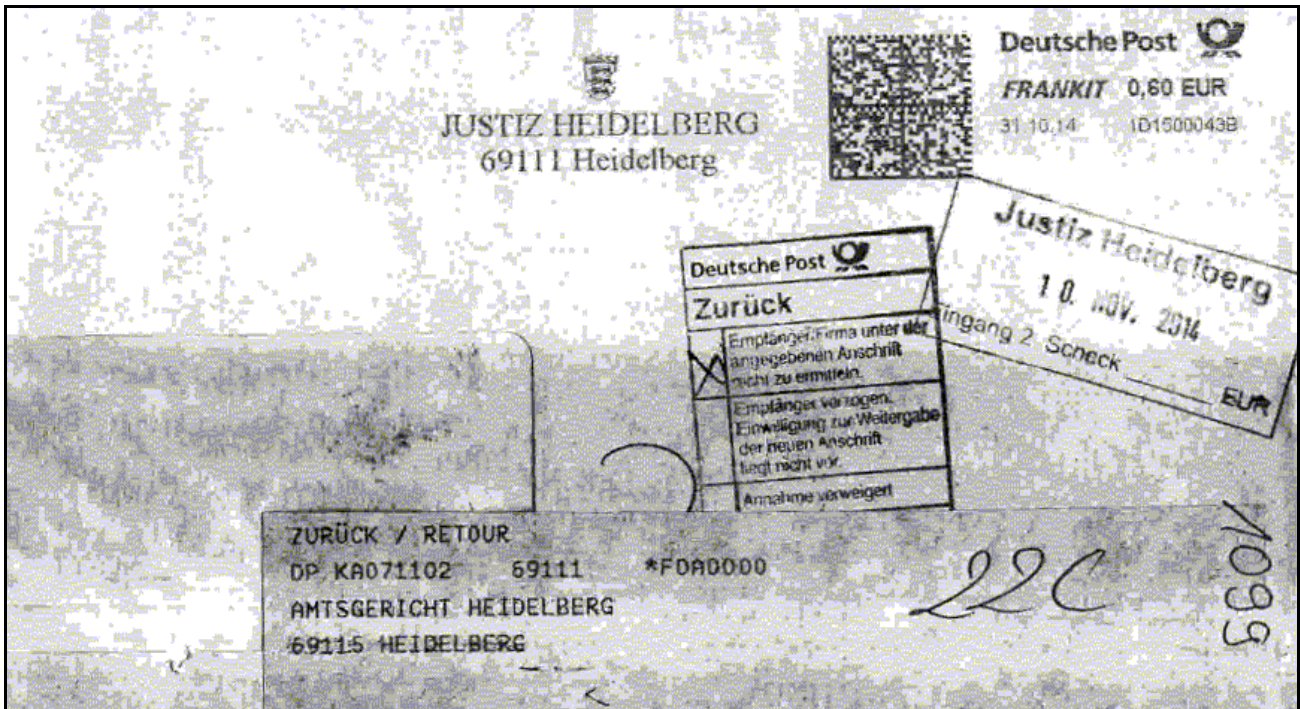 Deutsche Post
FRANKIT 0,60 EUR
31.10.14 1D1500043B
JUSTIZ HEIDELBERG
69111 Heidelberg
Justiz Heidelberg
10. NOV. 2014
Eingang 2 Scheck
EUR
Deutsche Post
Zurück
Empfänger/Firma unter der
angegebenen Anschrift
nicht zu ermitteln.
Empfänger verzogen.
Einwilligung zur Weitergabe
der neuen Anschrift
liegt nicht vor.
Annahme verweigert
ZURÜCK / RETOUR
DP KA071102 69111 *FDA0000
AMTSGERICHT HEIDELBERG
69115 HEIDELBERG
22C
1099